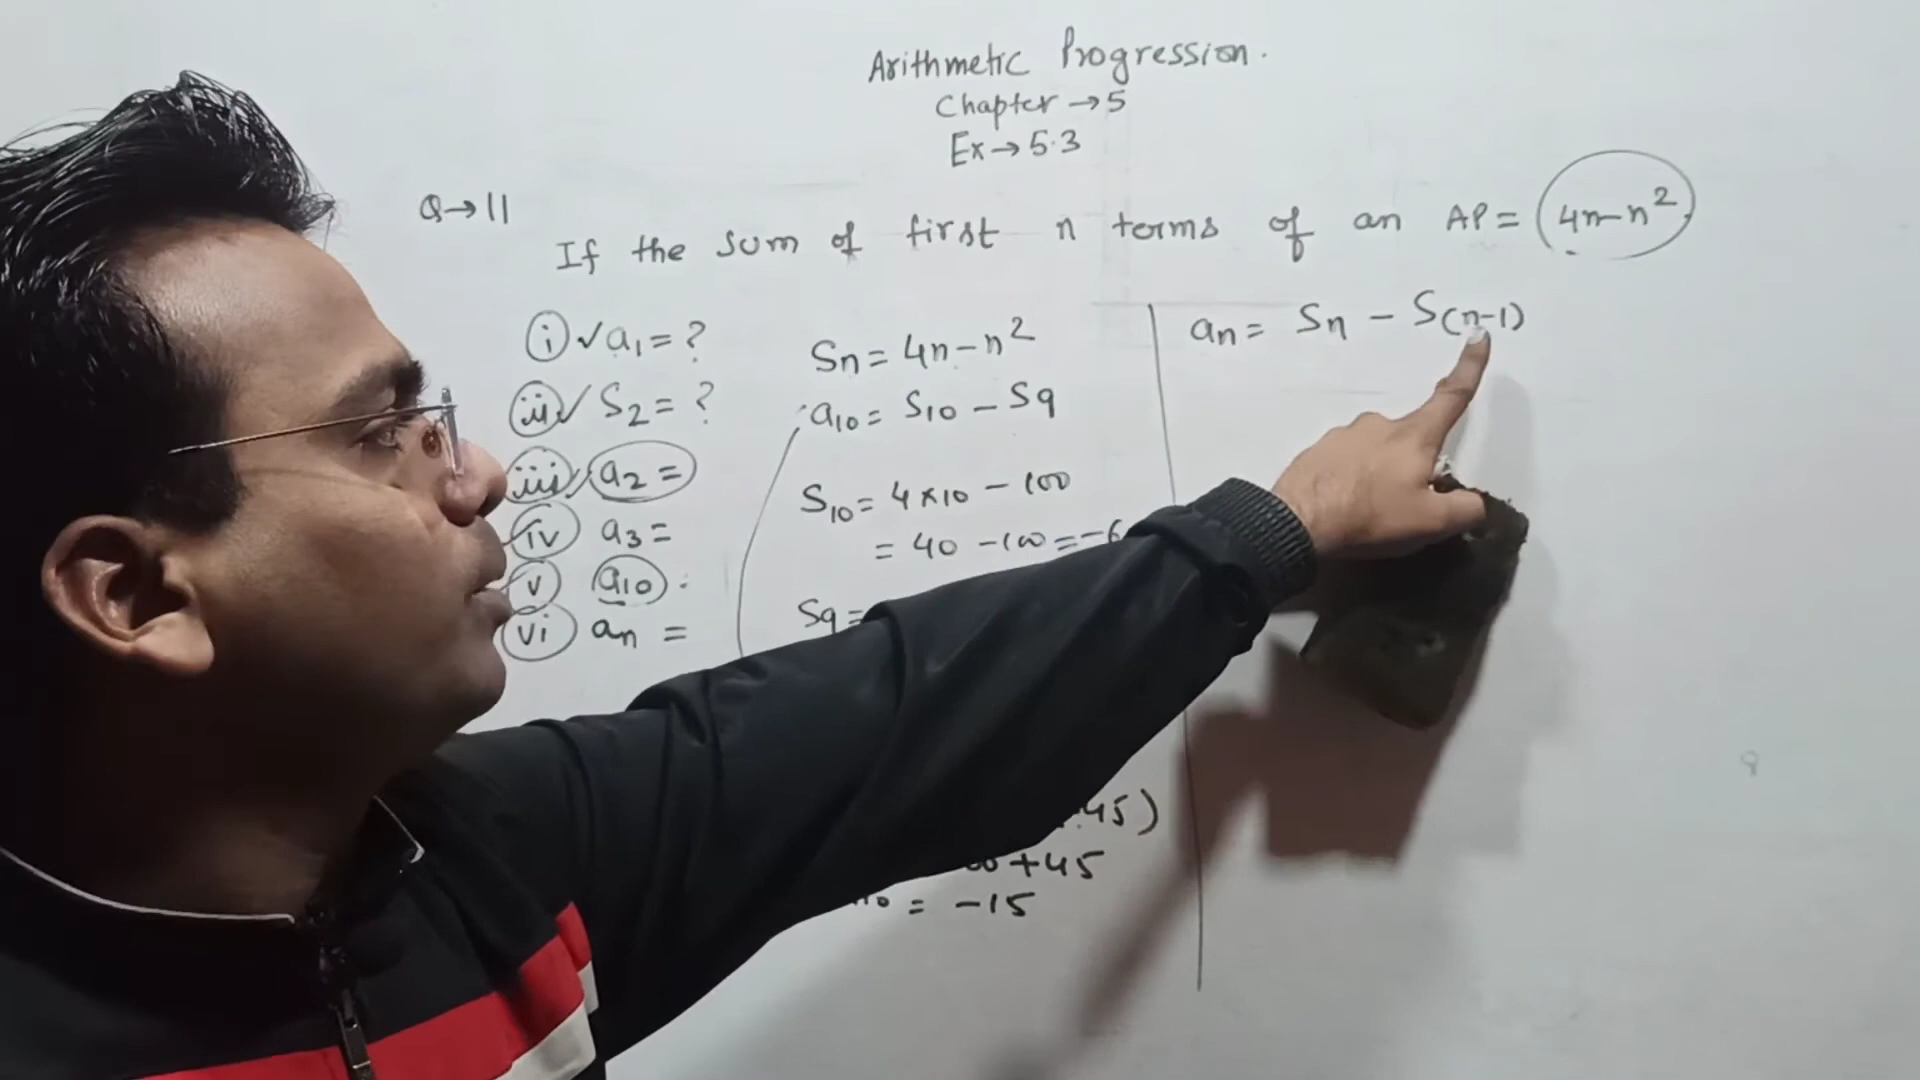 Arithmetic Progression.
Chapter → 5
Ex → 5.3
Q → 11
If the sum of first n terms of an AP = 4n - n²
i ✓ a₁ = ?
ii ✓ S₂ = ?
iii ✓ a₂ =
iv a₃ =
v a₁₀
vi aₙ =
Sₙ = 4n - n²
a₁₀ = S₁₀ - S₉
S₁₀ = 4×10 - 100
= 40 - 100 = -6
S₉ =
45)
+45
= -15
aₙ = Sₙ - S(n-1)